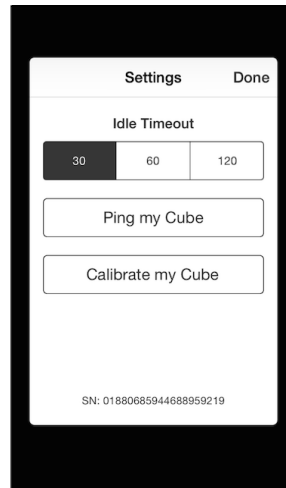 Settings Done
Idle Timeout
30 60 120
Ping my Cube
Calibrate my Cube
SN: 01880685944688959219